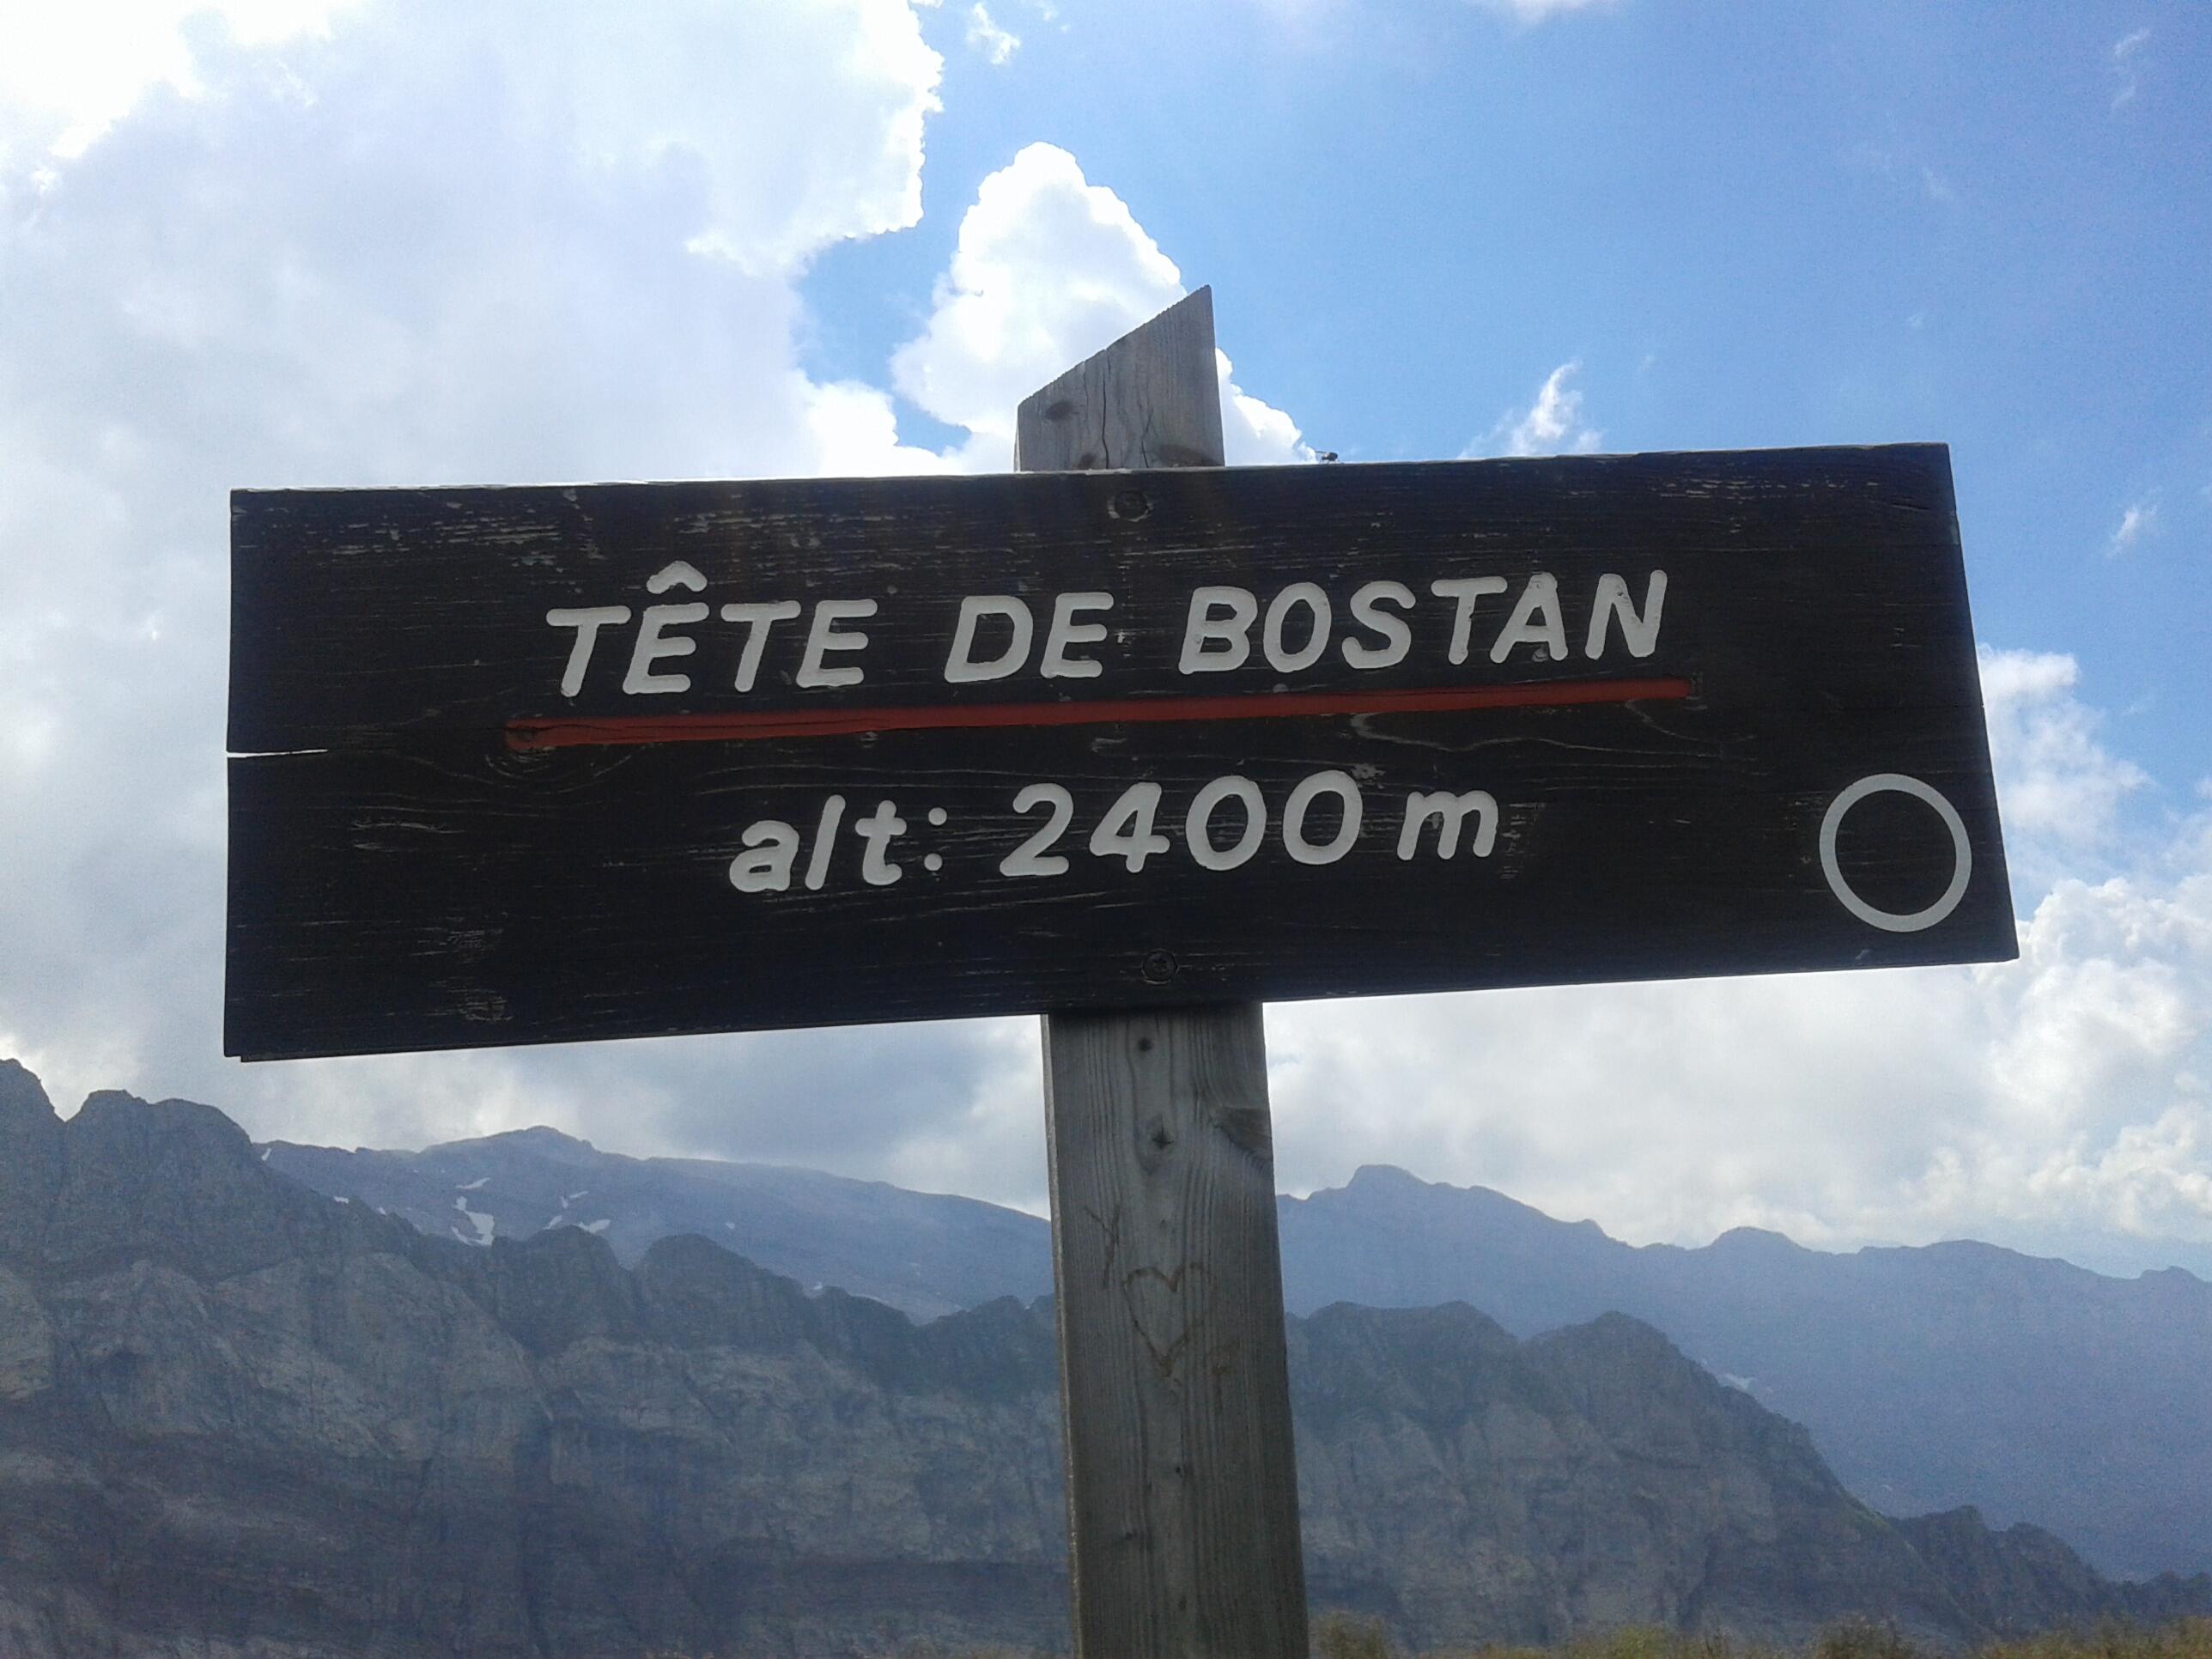 TÊTE DE BOSTAN
alt: 2400 m